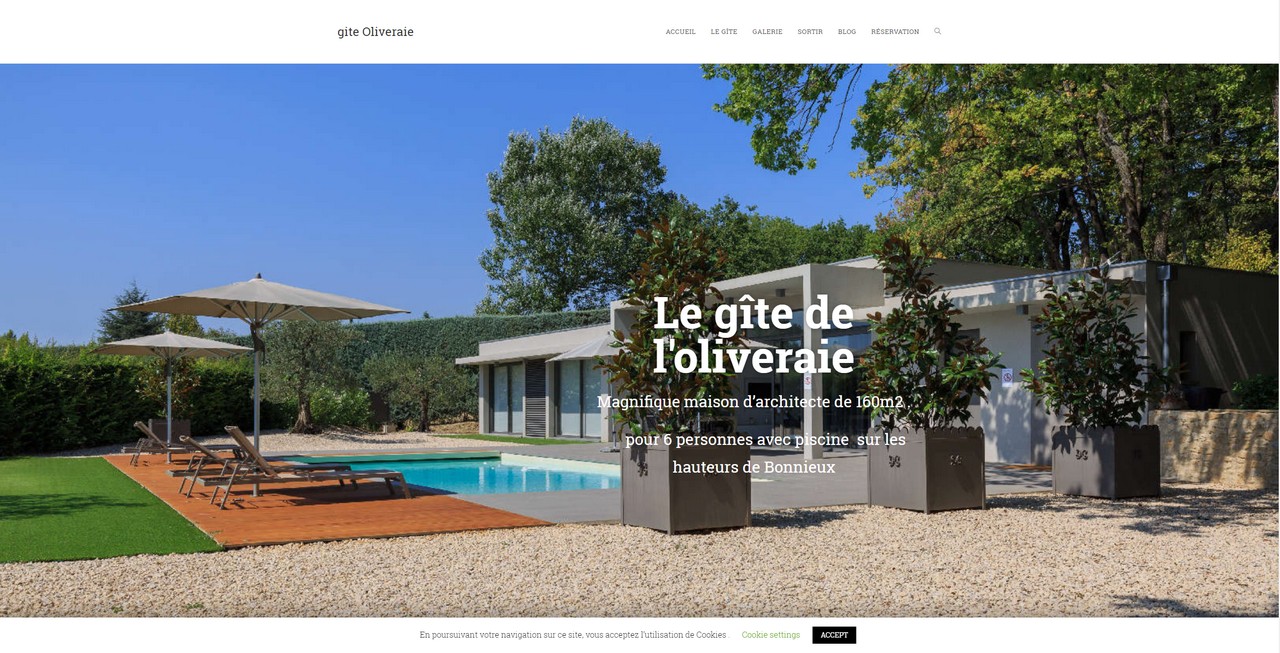 gite Oliveraie
ACCUEIL LE GÎTE GALERIE SORTIR BLOG RÉSERVATION
Le gîte de
l'oliveraie
Magnifique maison d'architecte de 160m2 ..
pour 6 personnes avec piscine sur les
hauteurs de Bonnieux
En poursuivant votre navigation sur ce site, vous acceptez l'utilisation de Cookies . Cookie settings ACCEPT